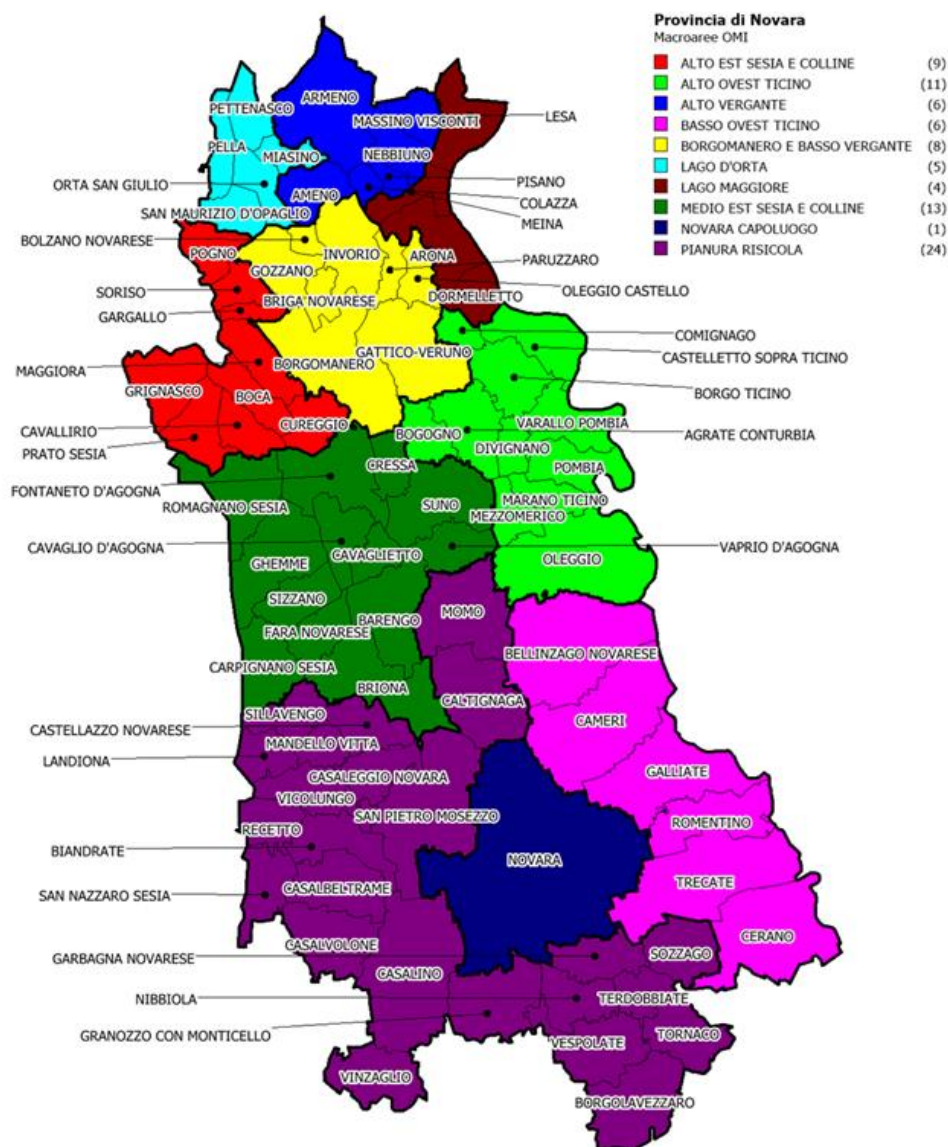 Provincia di Novara
Macroaree OMI
ALTO EST SESIA E COLLINE (9)
ALTO OVEST TICINO (11)
ALTO VERGANTE (6)
BASSO OVEST TICINO (6)
BORGOMANERO E BASSO VERGANTE (8)
LAGO D'ORTA (5)
LAGO MAGGIORE (4)
MEDIO EST SESIA E COLLINE (13)
NOVARA CAPOLUOGO (1)
PIANURA RISICOLA (24)
PETTENASCO
ARMENO
MASSINO VISCONTI
LESA
PELLA
MIASINO
NEBBIUNO
ORTA SAN GIULIO
PISANO
AMENO
COLAZZA
SAN MAURIZIO D'OPAGLIO
MEINA
BOLZANO NOVARESE
POGNO
INVORIO
ARONA
PARUZZARO
GOZZANO
SORISO
BRIGA NOVARESE
DORMELLETTO
OLEGGIO CASTELLO
GARGALLO
COMIGNAGO
GATTICO-VERUNO
CASTELLETTO SOPRA TICINO
MAGGIORA
BORGOMANERO
GRIGNASCO
BOCA
BORGO TICINO
CAVALLIRIO
CUREGGIO
VARALLO POMBIA
BOGOGNO
AGRATE CONTURBIA
PRATO SESIA
DIVIGNANO
CRESSA
POMBIA
FONTANETO D'AGOGNA
ROMAGNANO SESIA
SUNO
MARANO TICINO
MEZZOMERICO
CAVAGLIO D'AGOGNA
CAVAGLIETTO
VAPRIO D'AGOGNA
GHEMME
OLEGGIO
SIZZANO
MOMO
BARENGO
FARA NOVARESE
BELLINZAGO NOVARESE
CARPIGNANO SESIA
BRIONA
CALTIGNAGA
SILLAVENGO
CAMERI
CASTELLAZZO NOVARESE
MANDELLO VITTA
LANDIONA
GALLIATE
CASALEGGIO NOVARA
VICOLUNGO
SAN PIETRO MOSEZZO
ROMENTINO
RECETTO
BIANDRATE
NOVARA
TRECATE
CASALBELTRAME
SAN NAZZARO SESIA
CERANO
CASALVOLONE
SOZZAGO
GARBAGNA NOVARESE
CASALINO
NIBBIOLA
TERDOBBIATE
GRANOZZO CON MONTICELLO
TORNACO
VESPOLATE
VINZAGLIO
BORGOLAVEZZARO